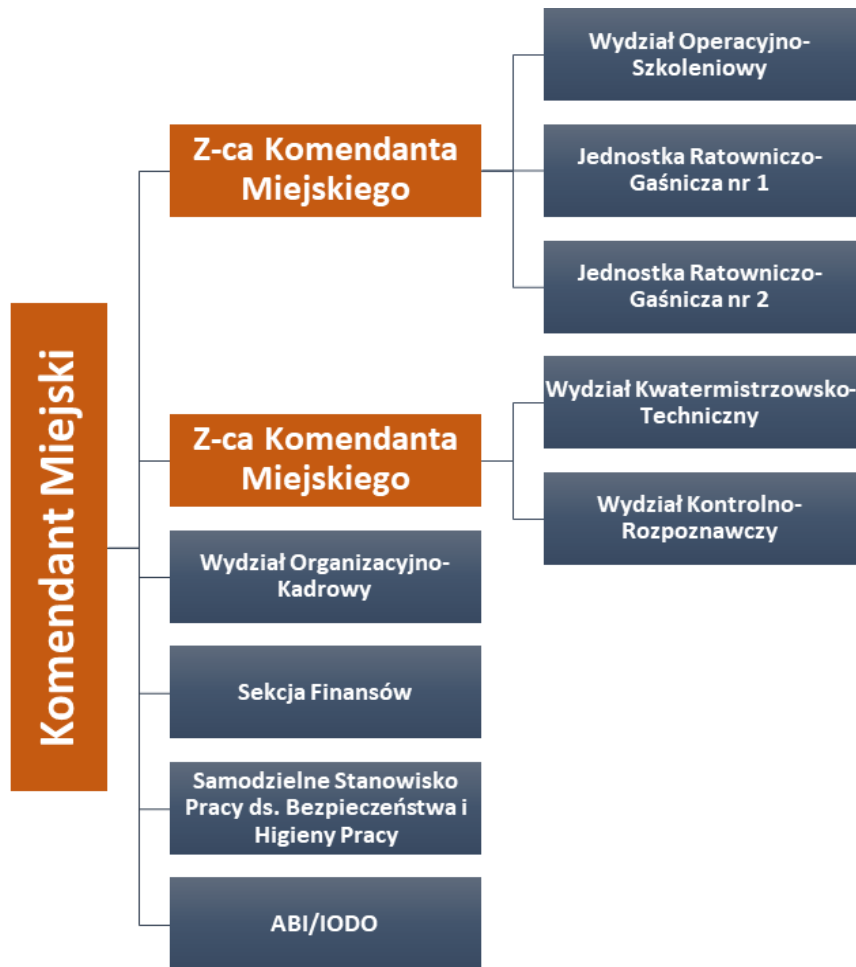 Komendant Miejski
Z-ca Komendanta
Miejskiego
Wydział Operacyjno-
Szkoleniowy
Jednostka Ratowniczo-
Gaśnicza nr 1
Jednostka Ratowniczo-
Gaśnicza nr 2
Z-ca Komendanta
Miejskiego
Wydział Kwatermistrzowsko-
Techniczny
Wydział Kontrolno-
Rozpoznawczy
Wydział Organizacyjno-
Kadrowy
Sekcja Finansów
Samodzielne Stanowisko
Pracy ds. Bezpieczeństwa i
Higieny Pracy
ABI/IODO